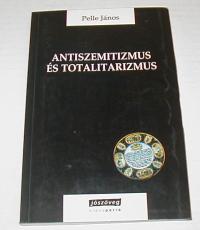 Pelle János
ANTISZEMITIZMUS
ÉS TOTALITARIZMUS
jószöveg